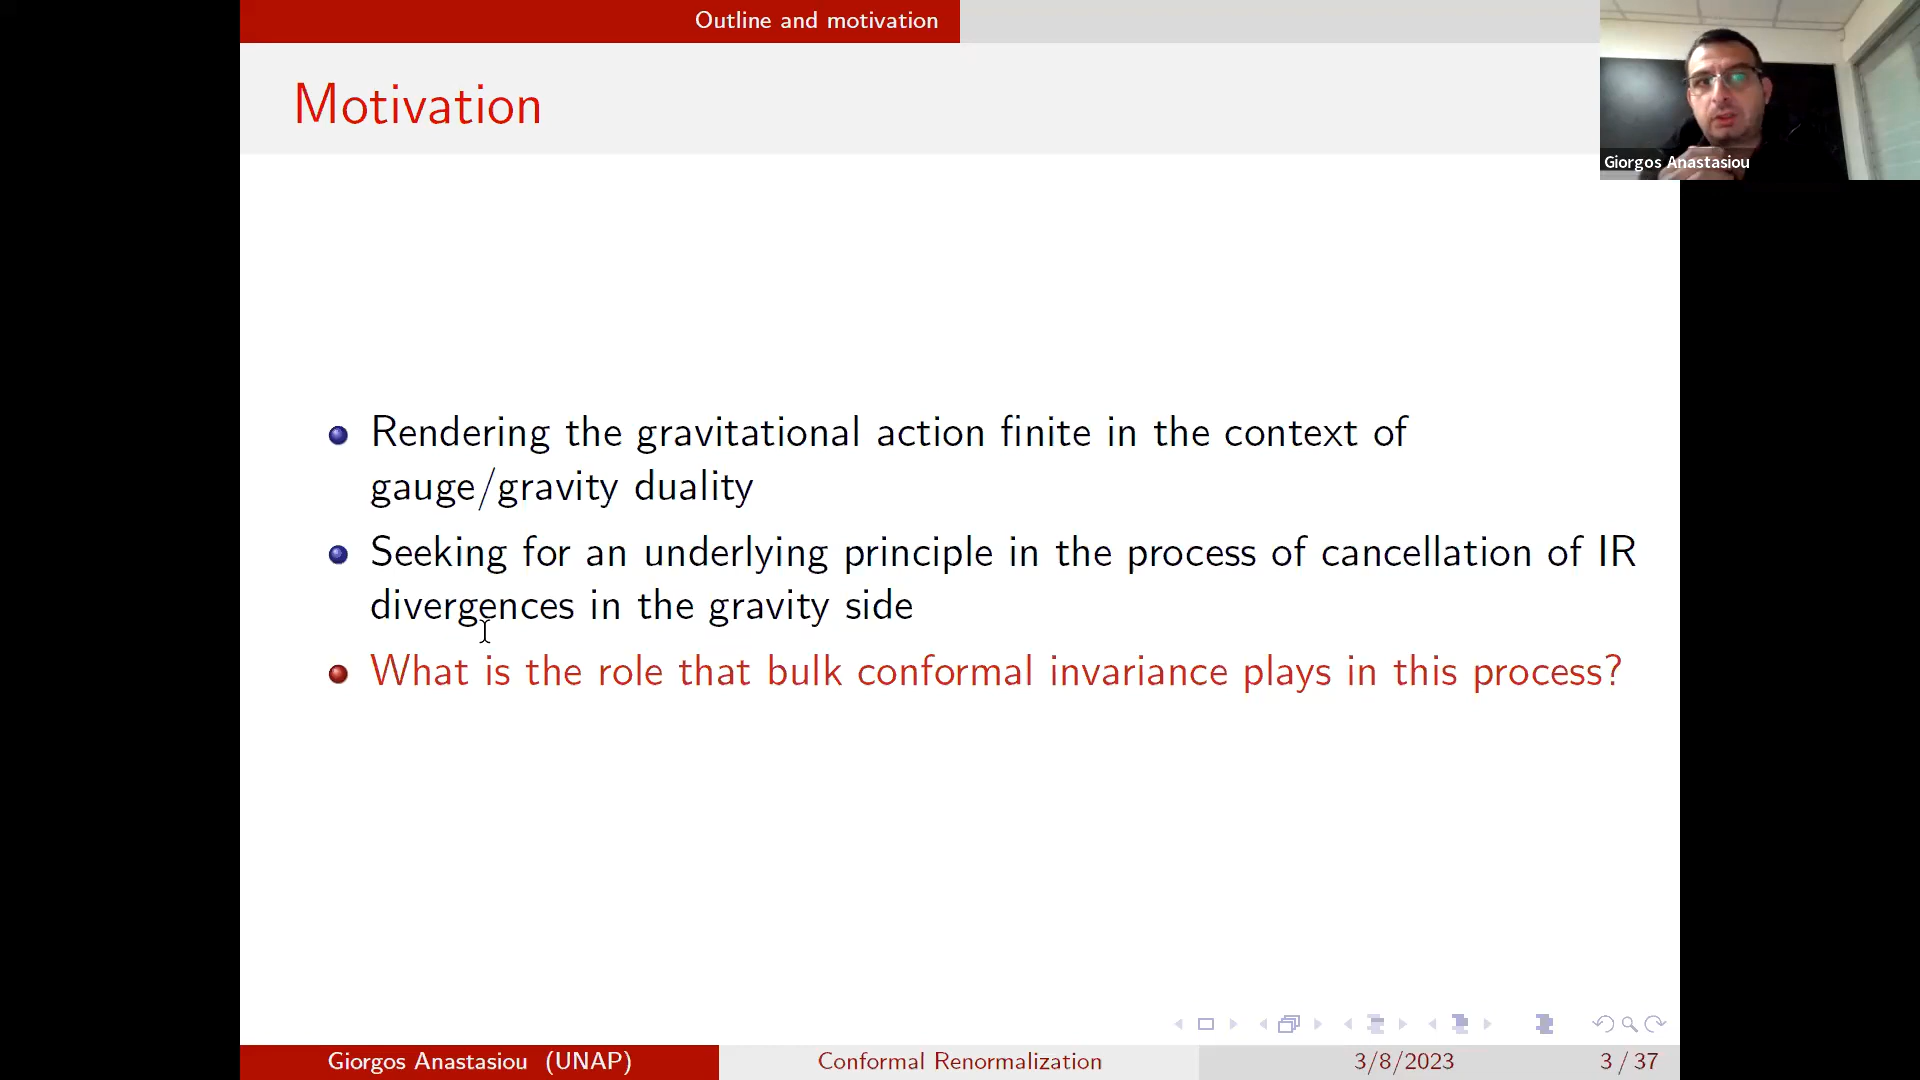 Outline and motivation
Motivation
Giorgos Anastasiou
Rendering the gravitational action finite in the context of
gauge/gravity duality
Seeking for an underlying principle in the process of cancellation of IR
divergences in the gravity side
What is the role that bulk conformal invariance plays in this process?
Giorgos Anastasiou (UNAP)
Conformal Renormalization
3/8/2023
3 / 37